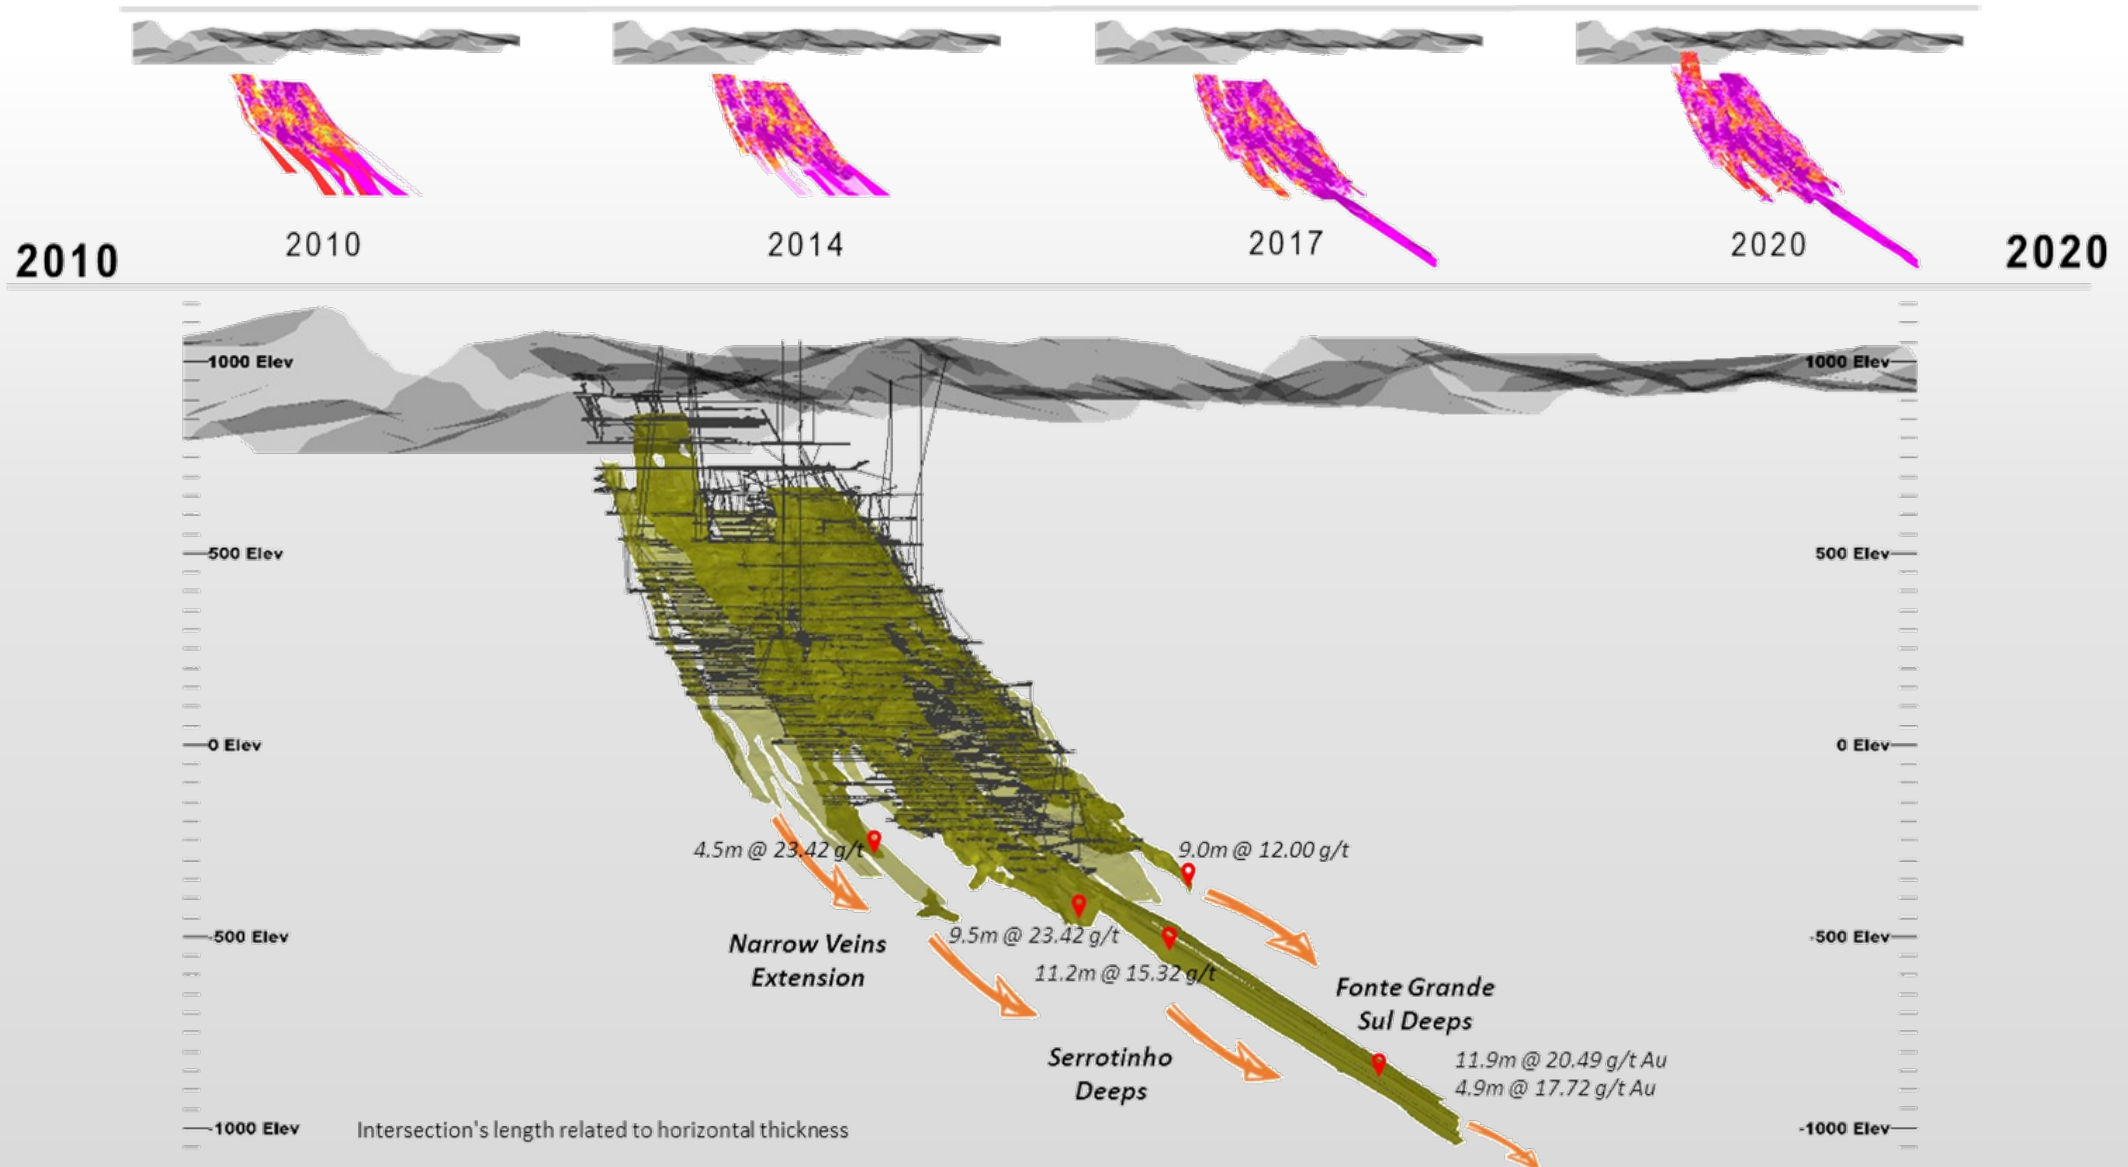 2010
2010
2014
2017
2020
2020
1000 Elev
1000 Elev
500 Elev
500 Elev
0 Elev
0 Elev
4.5m @ 23.42 g/t
9.0m @ 12.00 g/t
-500 Elev
-500 Elev
Narrow Veins
Extension
9.5m @ 23.42 g/t
11.2m @ 15.32 g/t
Fonte Grande
Sul Deeps
Serrotinho
Deeps
11.9m @ 20.49 g/t Au
4.9m @ 17.72 g/t Au
-1000 Elev
-1000 Elev
Intersection's length related to horizontal thickness